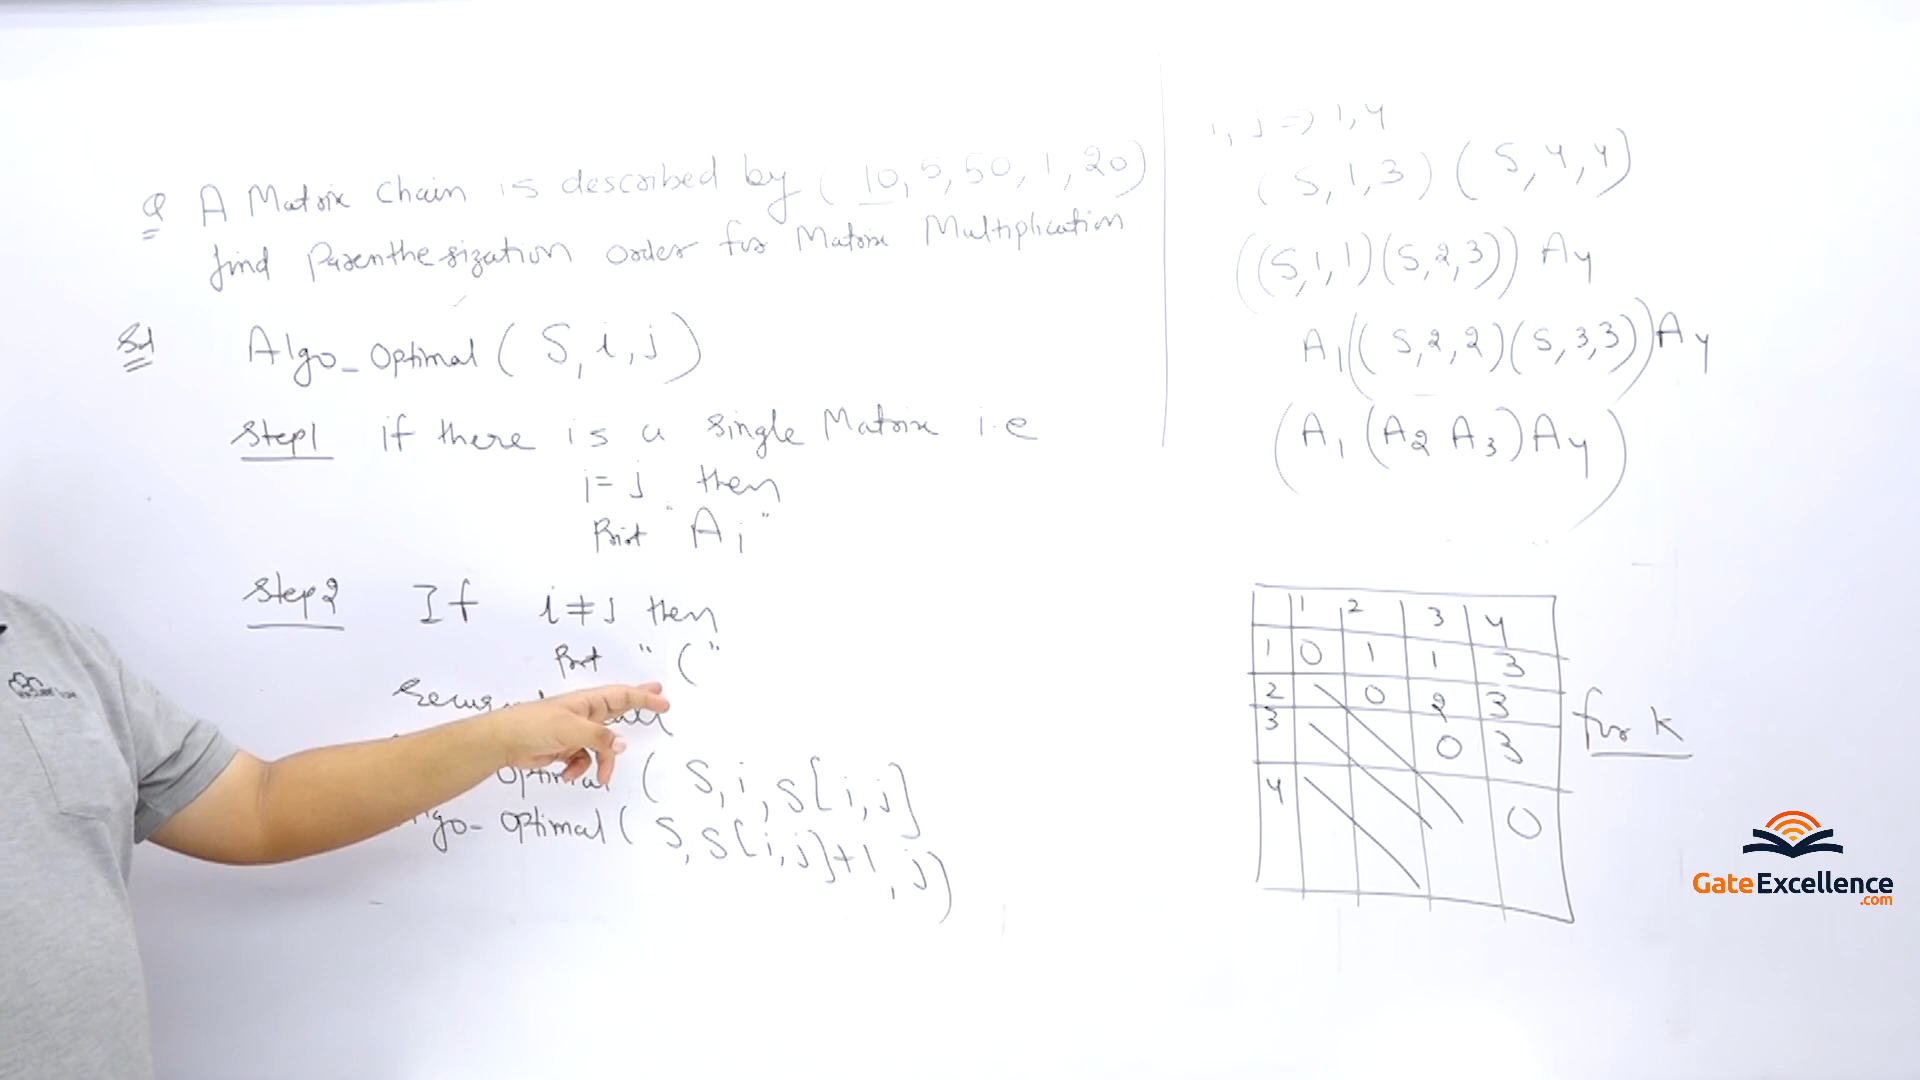 Q A Matrix Chain is described by (10, 5, 50, 1, 20)
find Parenthesization order for Matrix Multiplication
Sol Algo_Optimal ( S, i, j )
Step1 if there is a single Matrix i.e
i = j then
Print "Ai"
Step2 If i ≠ j then
Print "("
optimal ( S, i, S[i, j]
Algo- optimal ( S, S[i, j]+1, j)
i, j => 1, 4
(S, 1, 3) (S, 4, 4)
((S, 1, 1)(S, 2, 3)) A4
A1((S, 2, 2)(S, 3, 3))A4
(A1 (A2 A3) A4)
1 2 3 4
1 0 1 1 3
2 0 2 3
3 0 3
4 0
for k
GateExcellence
.com